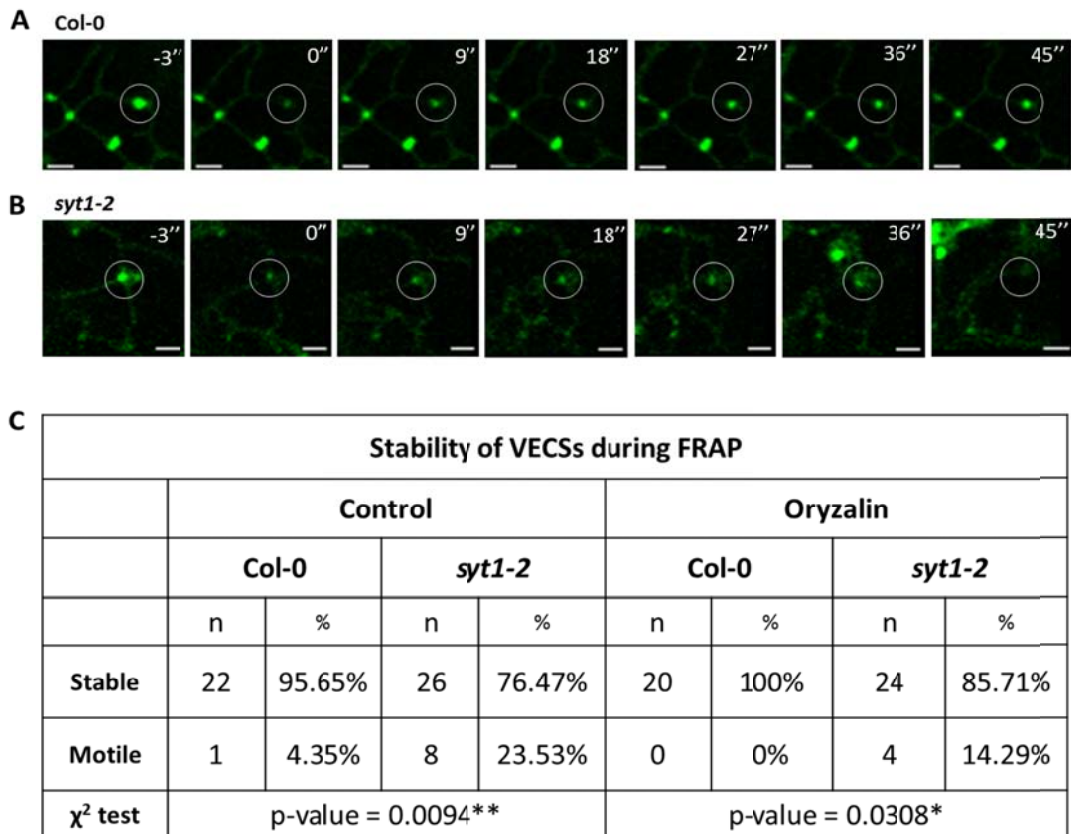 A
Col-0
-3’’ 0’’ 9’’ 18’’ 27’’ 36’’ 45’’
B
syt1-2
-3’’ 0’’ 9’’ 18’’ 27’’ 36’’ 45’’
C
Stability of VECSs during FRAP
Control Oryzalin
Col-0 syt1-2 Col-0 syt1-2
n % n % n % n %
Stable 22 95.65% 26 76.47% 20 100% 24 85.71%
Motile 1 4.35% 8 23.53% 0 0% 4 14.29%
χ² test p-value = 0.0094** p-value = 0.0308*